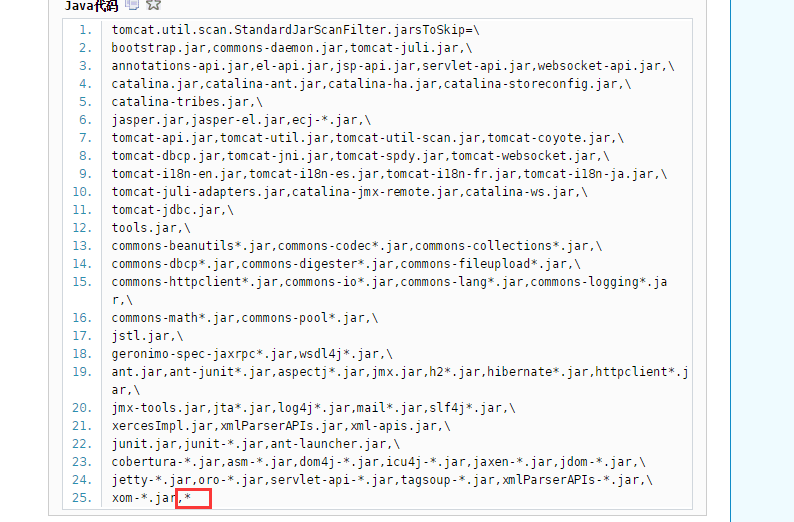 Java代码
1. tomcat.util.scan.StandardJarScanFilter.jarsToSkip=\
2. bootstrap.jar,commons-daemon.jar,tomcat-juli.jar,\
3. annotations-api.jar,el-api.jar,jsp-api.jar,servlet-api.jar,websocket-api.jar,\
4. catalina.jar,catalina-ant.jar,catalina-ha.jar,catalina-storeconfig.jar,\
5. catalina-tribes.jar,\
6. jasper.jar,jasper-el.jar,ecj-*.jar,\
7. tomcat-api.jar,tomcat-util.jar,tomcat-util-scan.jar,tomcat-coyote.jar,\
8. tomcat-dbcp.jar,tomcat-jni.jar,tomcat-spdy.jar,tomcat-websocket.jar,\
9. tomcat-i18n-en.jar,tomcat-i18n-es.jar,tomcat-i18n-fr.jar,tomcat-i18n-ja.jar,\
10. tomcat-juli-adapters.jar,catalina-jmx-remote.jar,catalina-ws.jar,\
11. tomcat-jdbc.jar,\
12. tools.jar,\
13. commons-beanutils*.jar,commons-codec*.jar,commons-collections*.jar,\
14. commons-dbcp*.jar,commons-digester*.jar,commons-fileupload*.jar,\
15. commons-httpclient*.jar,commons-io*.jar,commons-lang*.jar,commons-logging*.ja
r,\
16. commons-math*.jar,commons-pool*.jar,\
17. jstl.jar,\
18. geronimo-spec-jaxrpc*.jar,wsdl4j*.jar,\
19. ant.jar,ant-junit*.jar,aspectj*.jar,jmx.jar,h2*.jar,hibernate*.jar,httpclient*.j
ar,\
20. jmx-tools.jar,jta*.jar,log4j*.jar,mail*.jar,slf4j*.jar,\
21. xercesImpl.jar,xmlParserAPIs.jar,xml-apis.jar,\
22. junit.jar,junit-*.jar,ant-launcher.jar,\
23. cobertura-*.jar,asm-*.jar,dom4j-*.jar,icu4j-*.jar,jaxen-*.jar,jdom-*.jar,\
24. jetty-*.jar,oro-*.jar,servlet-api-*.jar,tagsoup-*.jar,xmlParserAPIs-*.jar,\
25. xom-*.jar,*